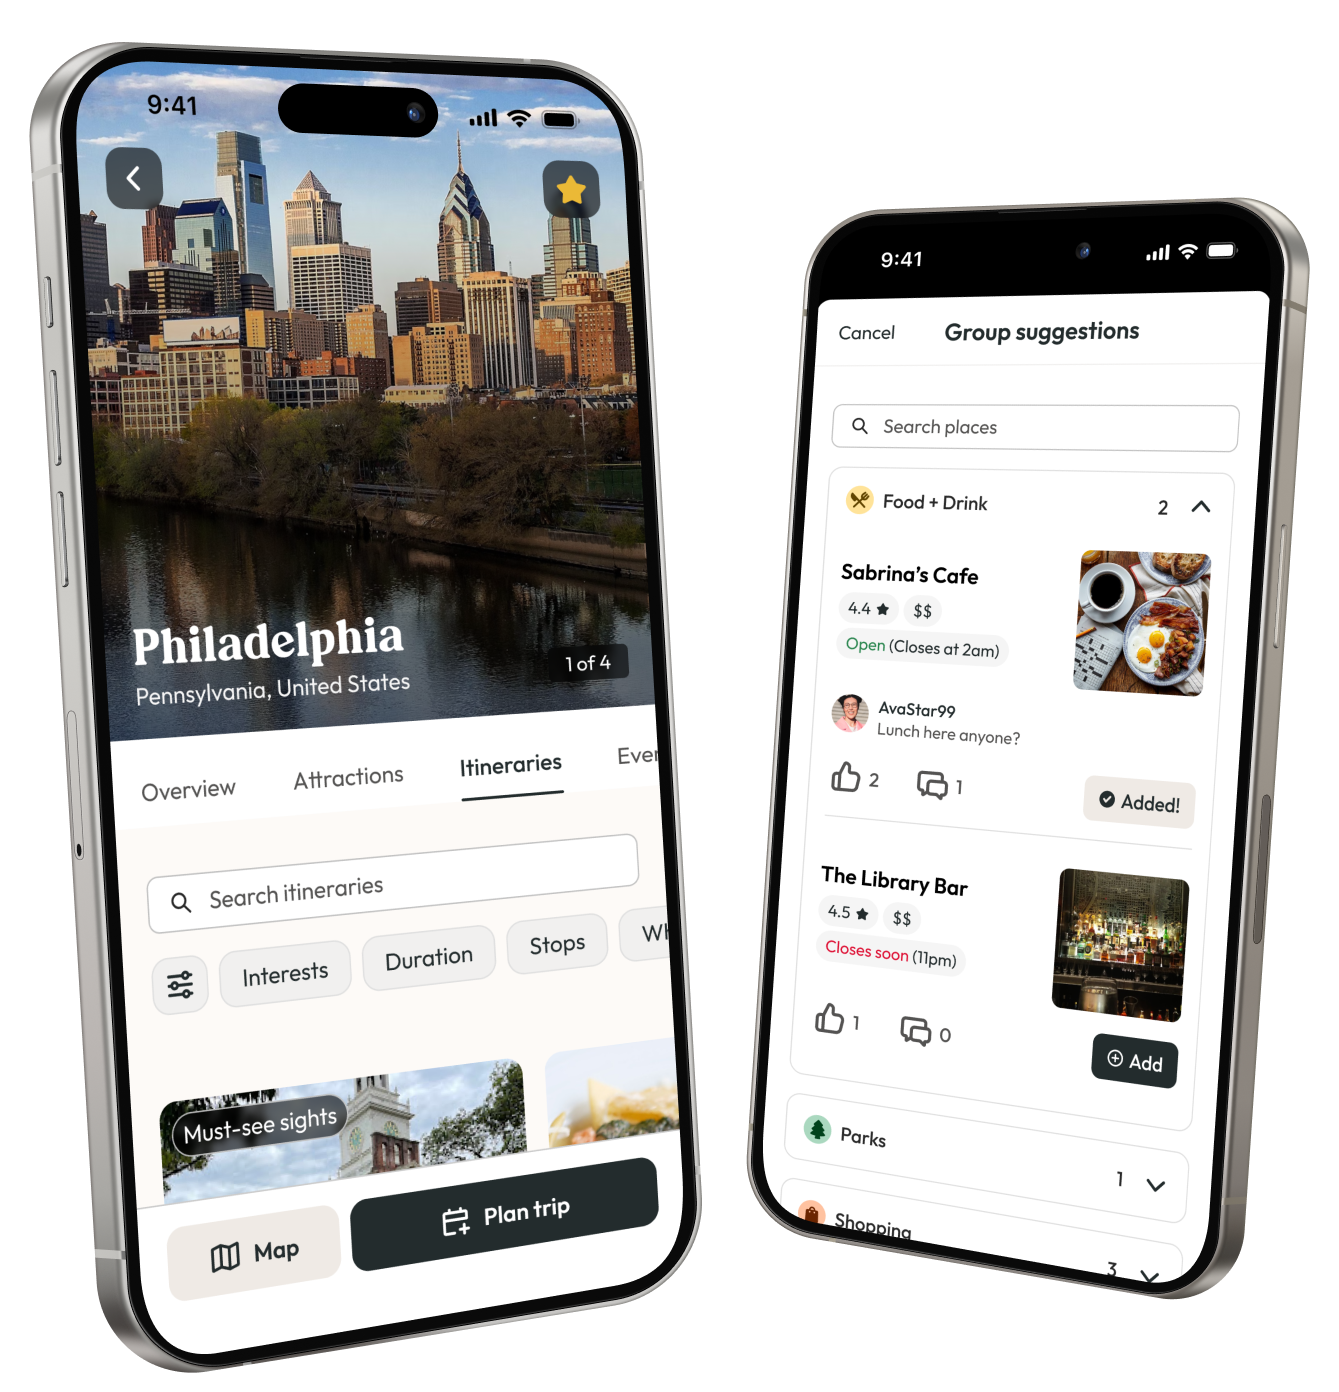 9:41
Philadelphia
Pennsylvania, United States
1 of 4
Overview
Attractions
Itineraries
Search itineraries
Interests
Duration
Stops
Must-see sights
Map
Plan trip
9:41
Cancel
Group suggestions
Search places
Food + Drink
2
Sabrina's Cafe
4.4 ★ $$
Open (Closes at 2am)
AvaStar99
Lunch here anyone?
2
1
Added!
The Library Bar
4.5 ★ $$
Closes soon (11pm)
1
0
Add
Parks
1
Shopping
3